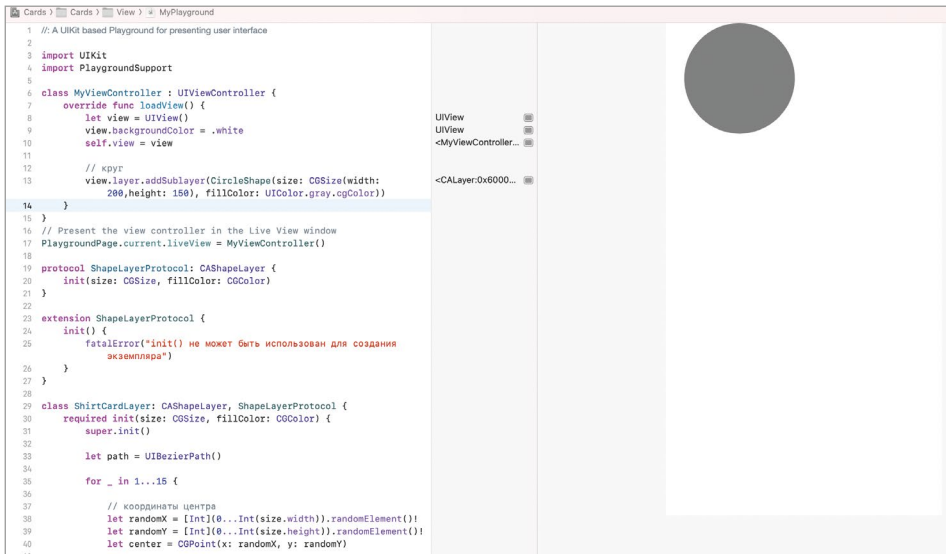 Cards > Cards > View > MyPlayground
1 //: A UIKit based Playground for presenting user interface
2
3 import UIKit
4 import PlaygroundSupport
5
6 class MyViewController : UIViewController {
7 override func loadView() {
8 let view = UIView() UIView
9 view.backgroundColor = .white UIView
10 self.view = view <MyViewController...
11
12 // круг
13 view.layer.addSublayer(CircleShape(size: CGSize(width: <CALayer:0x6000...
200,height: 150), fillColor: UIColor.gray.cgColor))
14 }
15 }
16 // Present the view controller in the Live View window
17 PlaygroundPage.current.liveView = MyViewController()
18
19 protocol ShapeLayerProtocol: CAShapeLayer {
20 init(size: CGSize, fillColor: CGColor)
21 }
22
23 extension ShapeLayerProtocol {
24 init() {
25 fatalError("init() не может быть использован для создания
экземпляра")
26 }
27 }
28
29 class ShirtCardLayer: CAShapeLayer, ShapeLayerProtocol {
30 required init(size: CGSize, fillColor: CGColor) {
31 super.init()
32
33 let path = UIBezierPath()
34
35 for _ in 1...15 {
36
37 // координаты центра
38 let randomX = [Int](0...Int(size.width)).randomElement()!
39 let randomY = [Int](0...Int(size.height)).randomElement()!
40 let center = CGPoint(x: randomX, y: randomY)